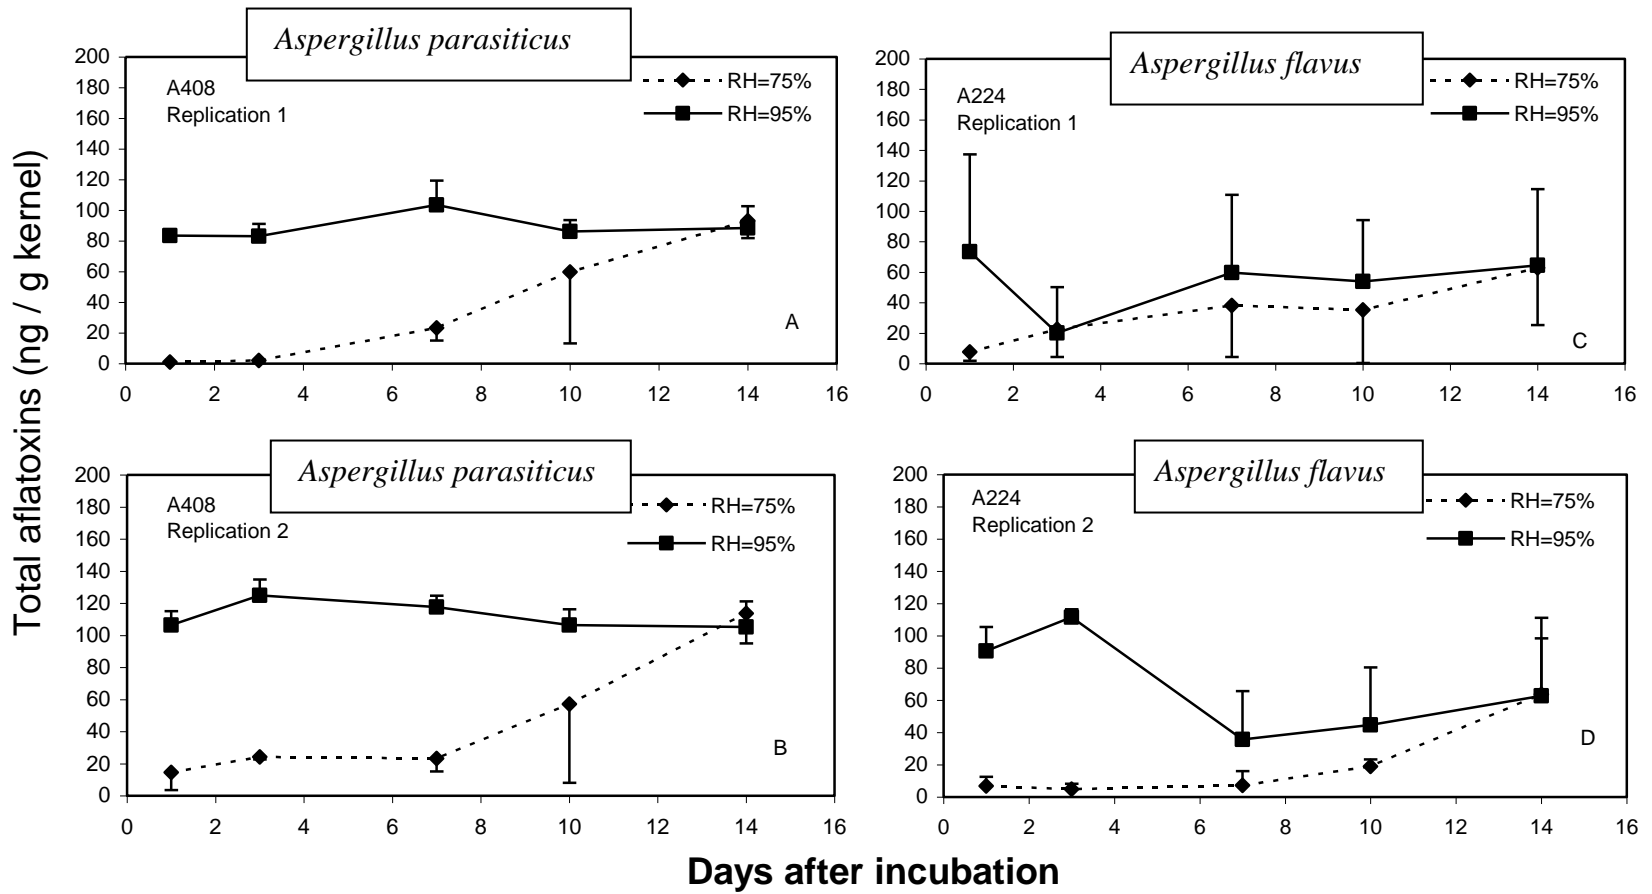 Total aflatoxins (ng / g kernel)
Aspergillus parasiticus
A408
Replication 1
RH=75%
RH=95%
200
180
160
140
120
100
80
60
40
20
0
A
0 2 4 6 8 10 12 14 16
Aspergillus flavus
A224
Replication 1
RH=75%
RH=95%
200
180
160
140
120
100
80
60
40
20
0
C
0 2 4 6 8 10 12 14 16
Aspergillus parasiticus
A408
Replication 2
RH=75%
RH=95%
200
180
160
140
120
100
80
60
40
20
0
B
0 2 4 6 8 10 12 14 16
Aspergillus flavus
A224
Replication 2
RH=75%
RH=95%
200
180
160
140
120
100
80
60
40
20
0
D
0 2 4 6 8 10 12 14 16
Days after incubation